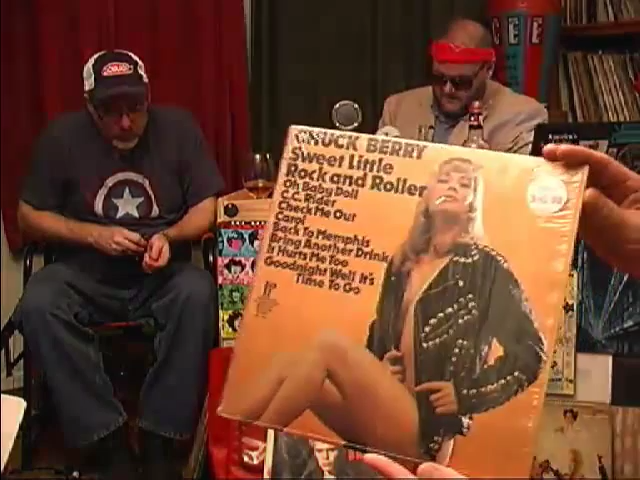 CHUCK BERRY
Sweet Little
Rock and Roller
Oh Baby Doll
C.C. Rider
Check Me Out
Carol
Back To Memphis
Bring Another Drink
It Hurts Me Too
Goodnight Well It's
Time To Go